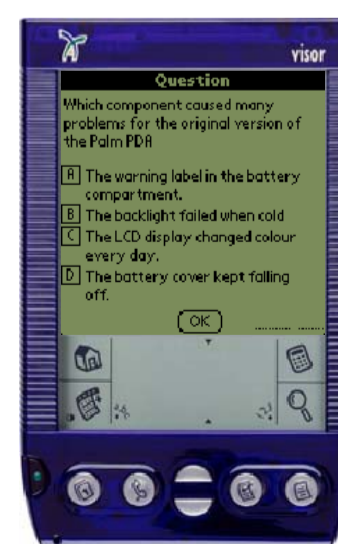 visor
Question
Which component caused many
problems for the original version of
the Palm PDA
A The warning label in the battery
compartment.
B The backlight failed when cold
C The LCD display changed colour
every day.
D The battery cover kept falling
off.
OK